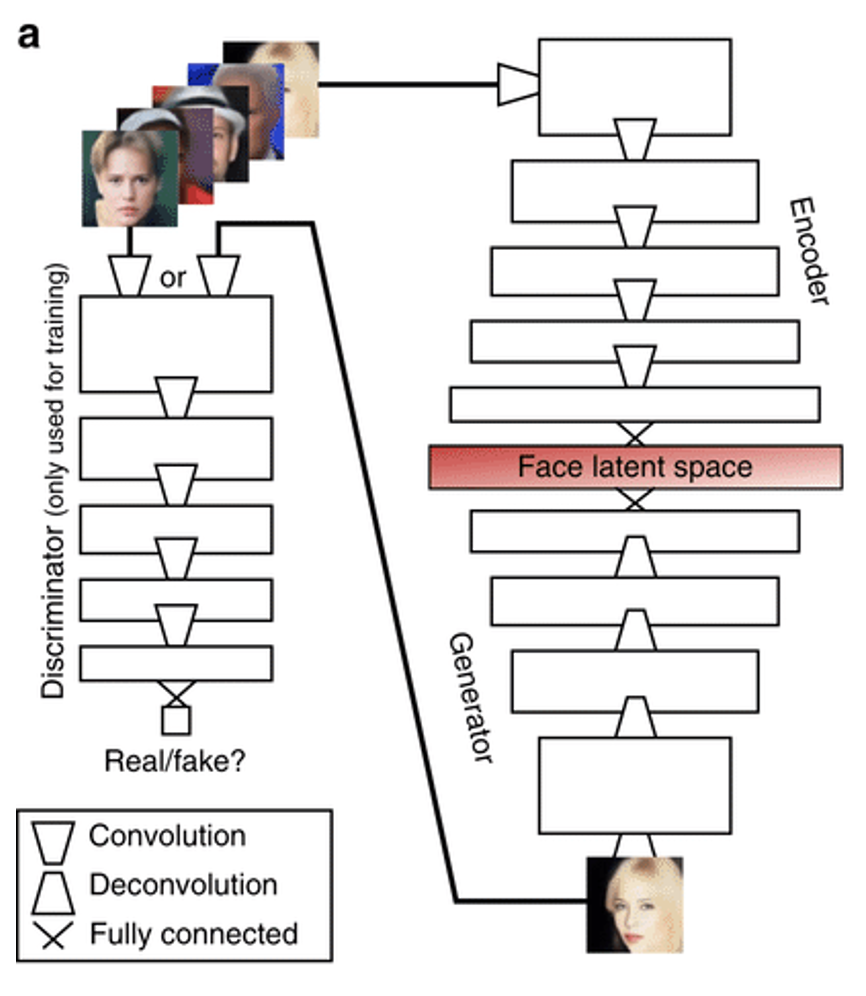 a
or
Encoder
Discriminator (only used for training)
Face latent space
Generator
Real/fake?
Convolution
Deconvolution
Fully connected